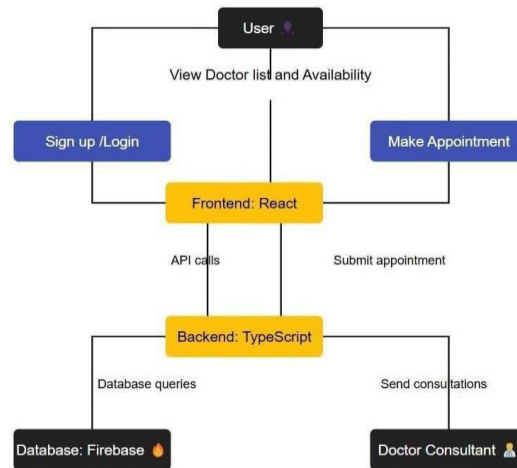 User
View Doctor list and Availability
Sign up /Login
Make Appointment
Frontend: React
API calls
Submit appointment
Backend: TypeScript
Database queries
Send consultations
Database: Firebase 🔥
Doctor Consultant 👨‍⚕️